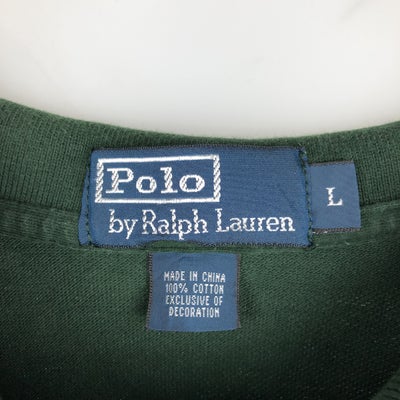 Polo
by Ralph Lauren
L
MADE IN CHINA
100% COTTON
EXCLUSIVE OF
DECORATION